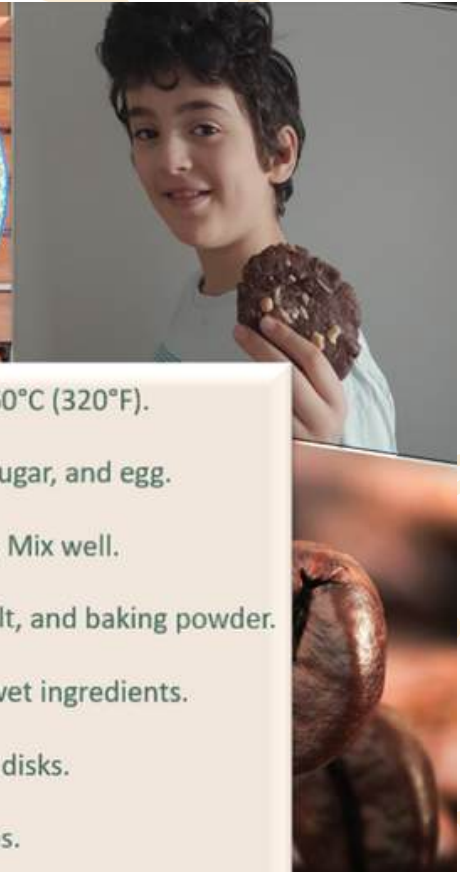 0°C (320°F).
ugar, and egg.
Mix well.
lt, and baking powder.
wet ingredients.
disks.
s.